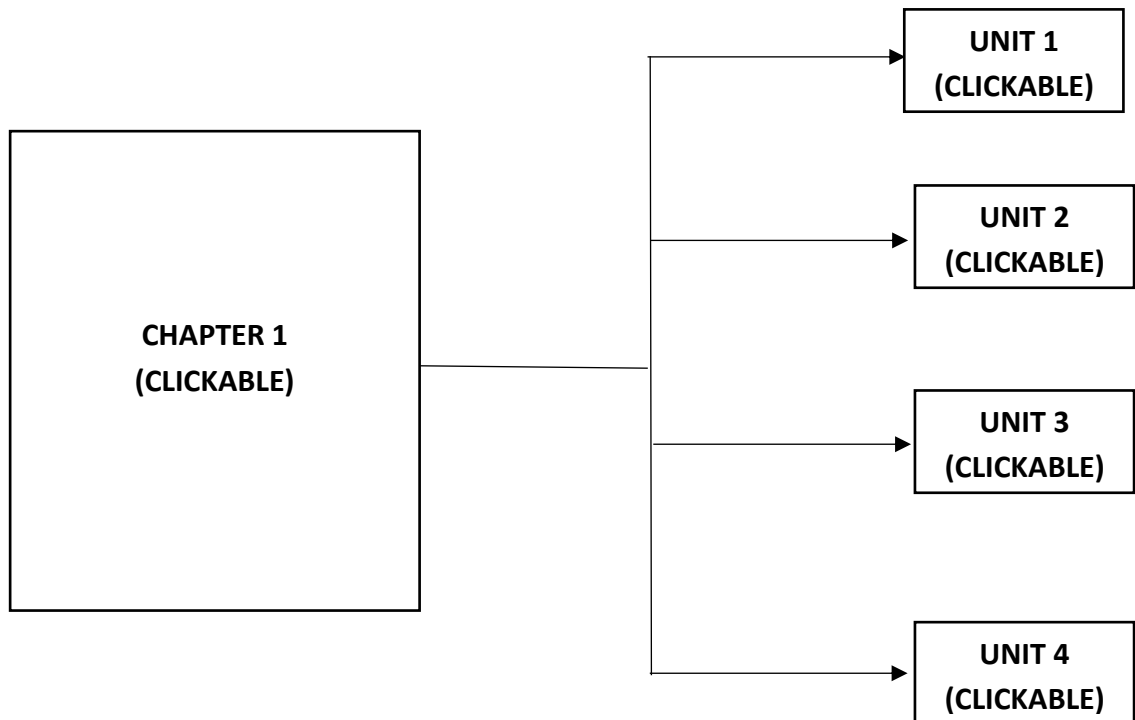 UNIT 1
(CLICKABLE)
UNIT 2
(CLICKABLE)
CHAPTER 1
(CLICKABLE)
UNIT 3
(CLICKABLE)
UNIT 4
(CLICKABLE)